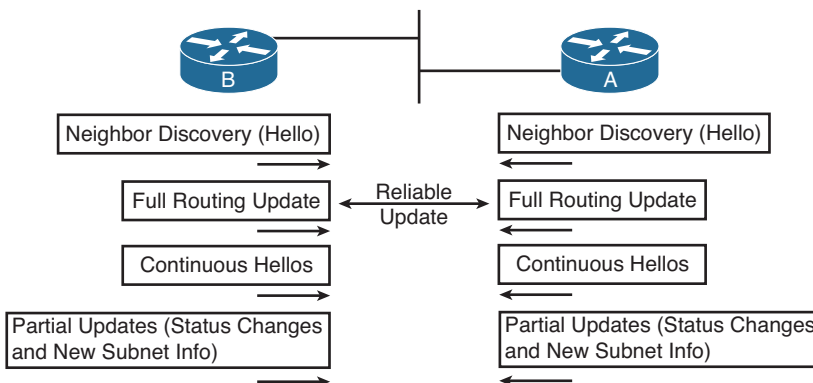 B
A
Neighbor Discovery (Hello)
Neighbor Discovery (Hello)
Full Routing Update
Reliable
Update
Full Routing Update
Continuous Hellos
Continuous Hellos
Partial Updates (Status Changes
and New Subnet Info)
Partial Updates (Status Changes
and New Subnet Info)